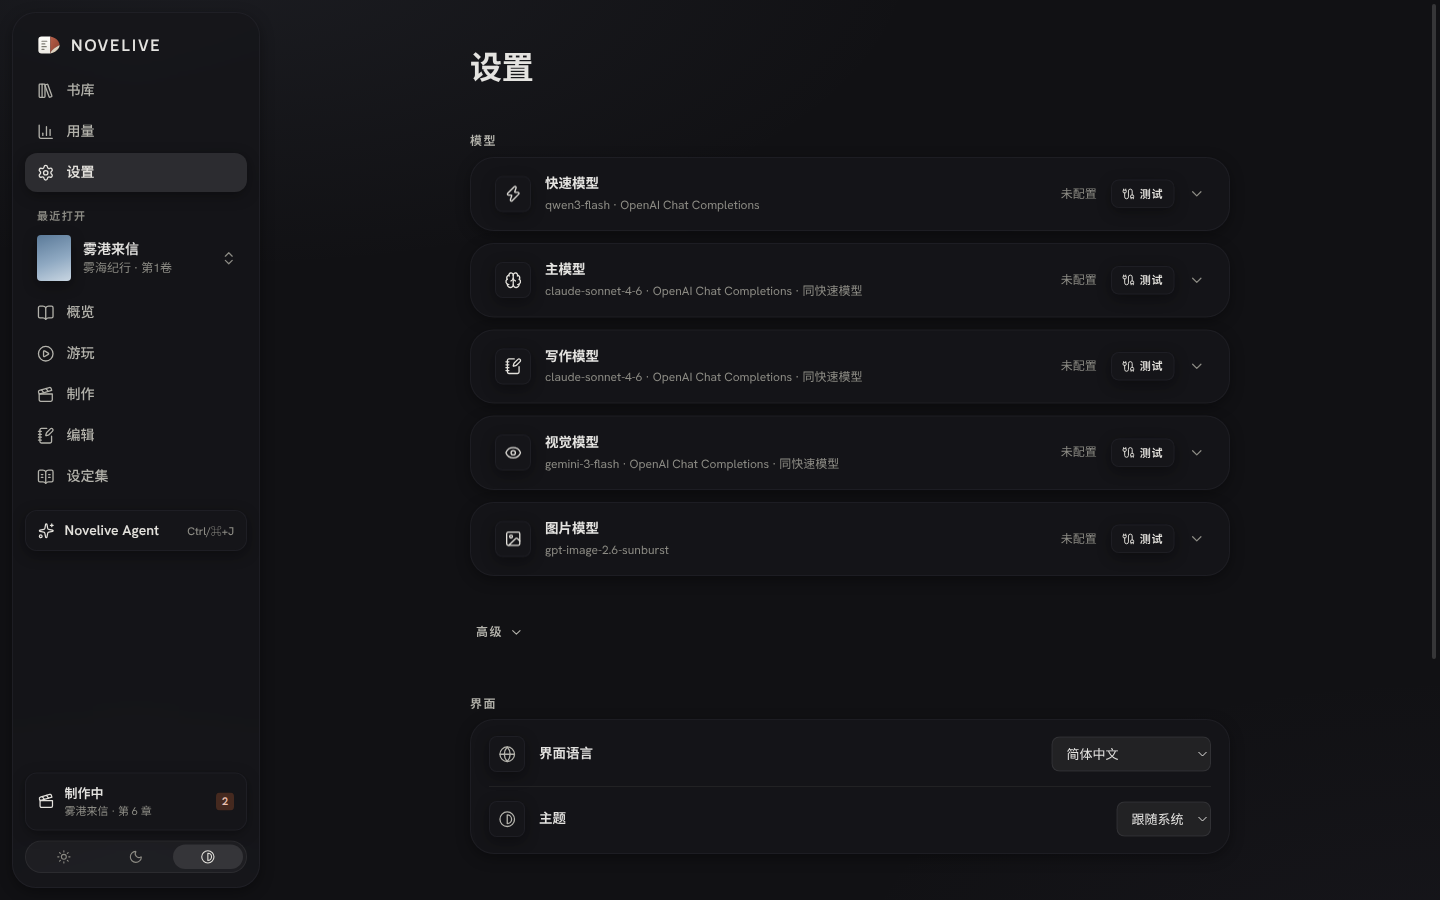 NOVELIVE
书库
用量
设置
最近打开
雾港来信
雾海纪行 · 第1卷
概览
游玩
制作
编辑
设定集
Novelive Agent
Ctrl/⌘+J
制作中
雾港来信 · 第 6 章
2
设置
模型
快速模型
qwen3-flash · OpenAI Chat Completions
未配置
测试
主模型
claude-sonnet-4-6 · OpenAI Chat Completions · 同快速模型
未配置
测试
写作模型
claude-sonnet-4-6 · OpenAI Chat Completions · 同快速模型
未配置
测试
视觉模型
gemini-3-flash · OpenAI Chat Completions · 同快速模型
未配置
测试
图片模型
gpt-image-2.6-sunburst
未配置
测试
高级
界面
界面语言
简体中文
主题
跟随系统